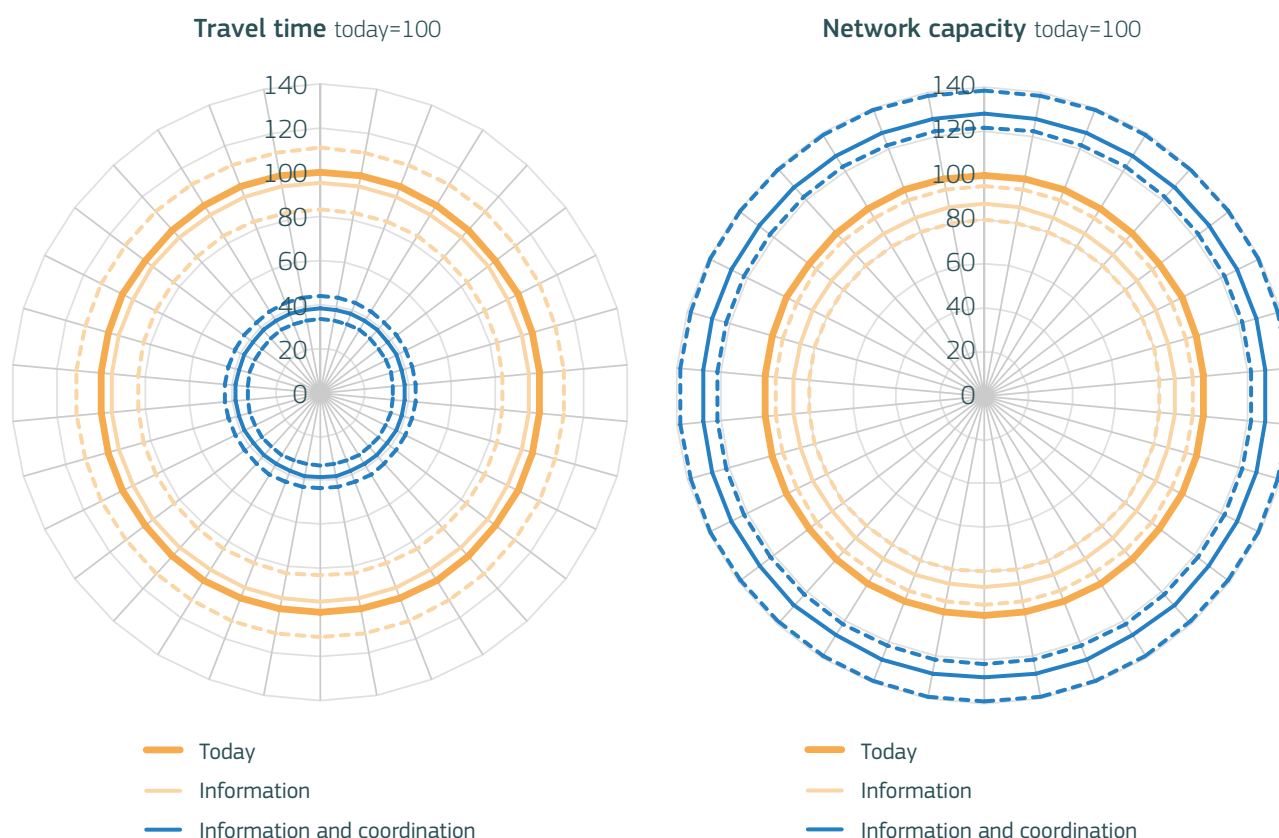 Travel time today=100
140
120
100
80
60
40
20
0
Today
Information
Information and coordination
Network capacity today=100
140
120
100
80
60
40
20
0
Today
Information
Information and coordination